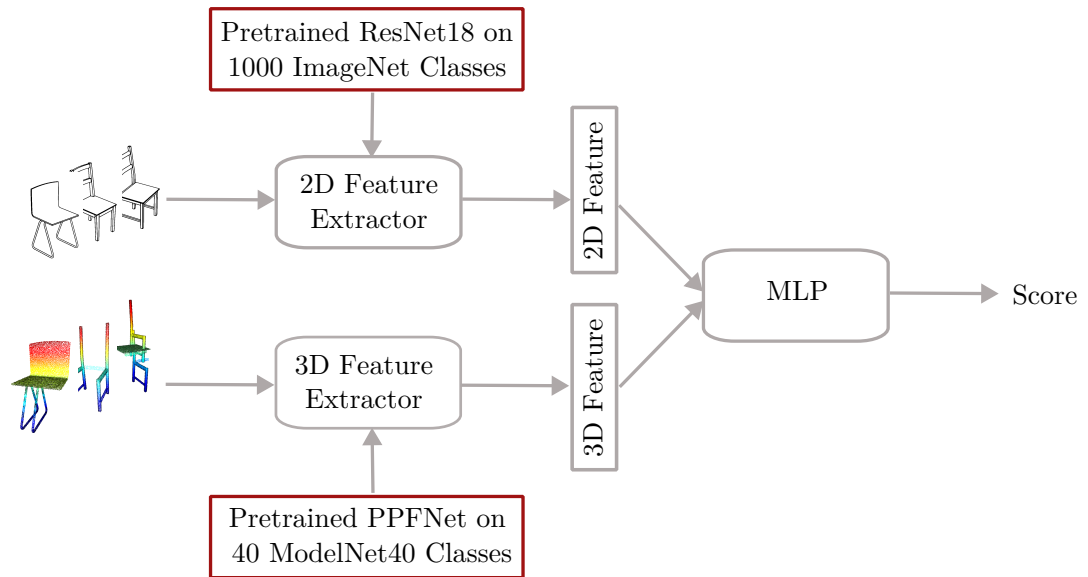 Pretrained ResNet18 on
1000 ImageNet Classes
2D Feature
Extractor
2D Feature
MLP
Score
3D Feature
Extractor
3D Feature
Pretrained PPFNet on
40 ModelNet40 Classes